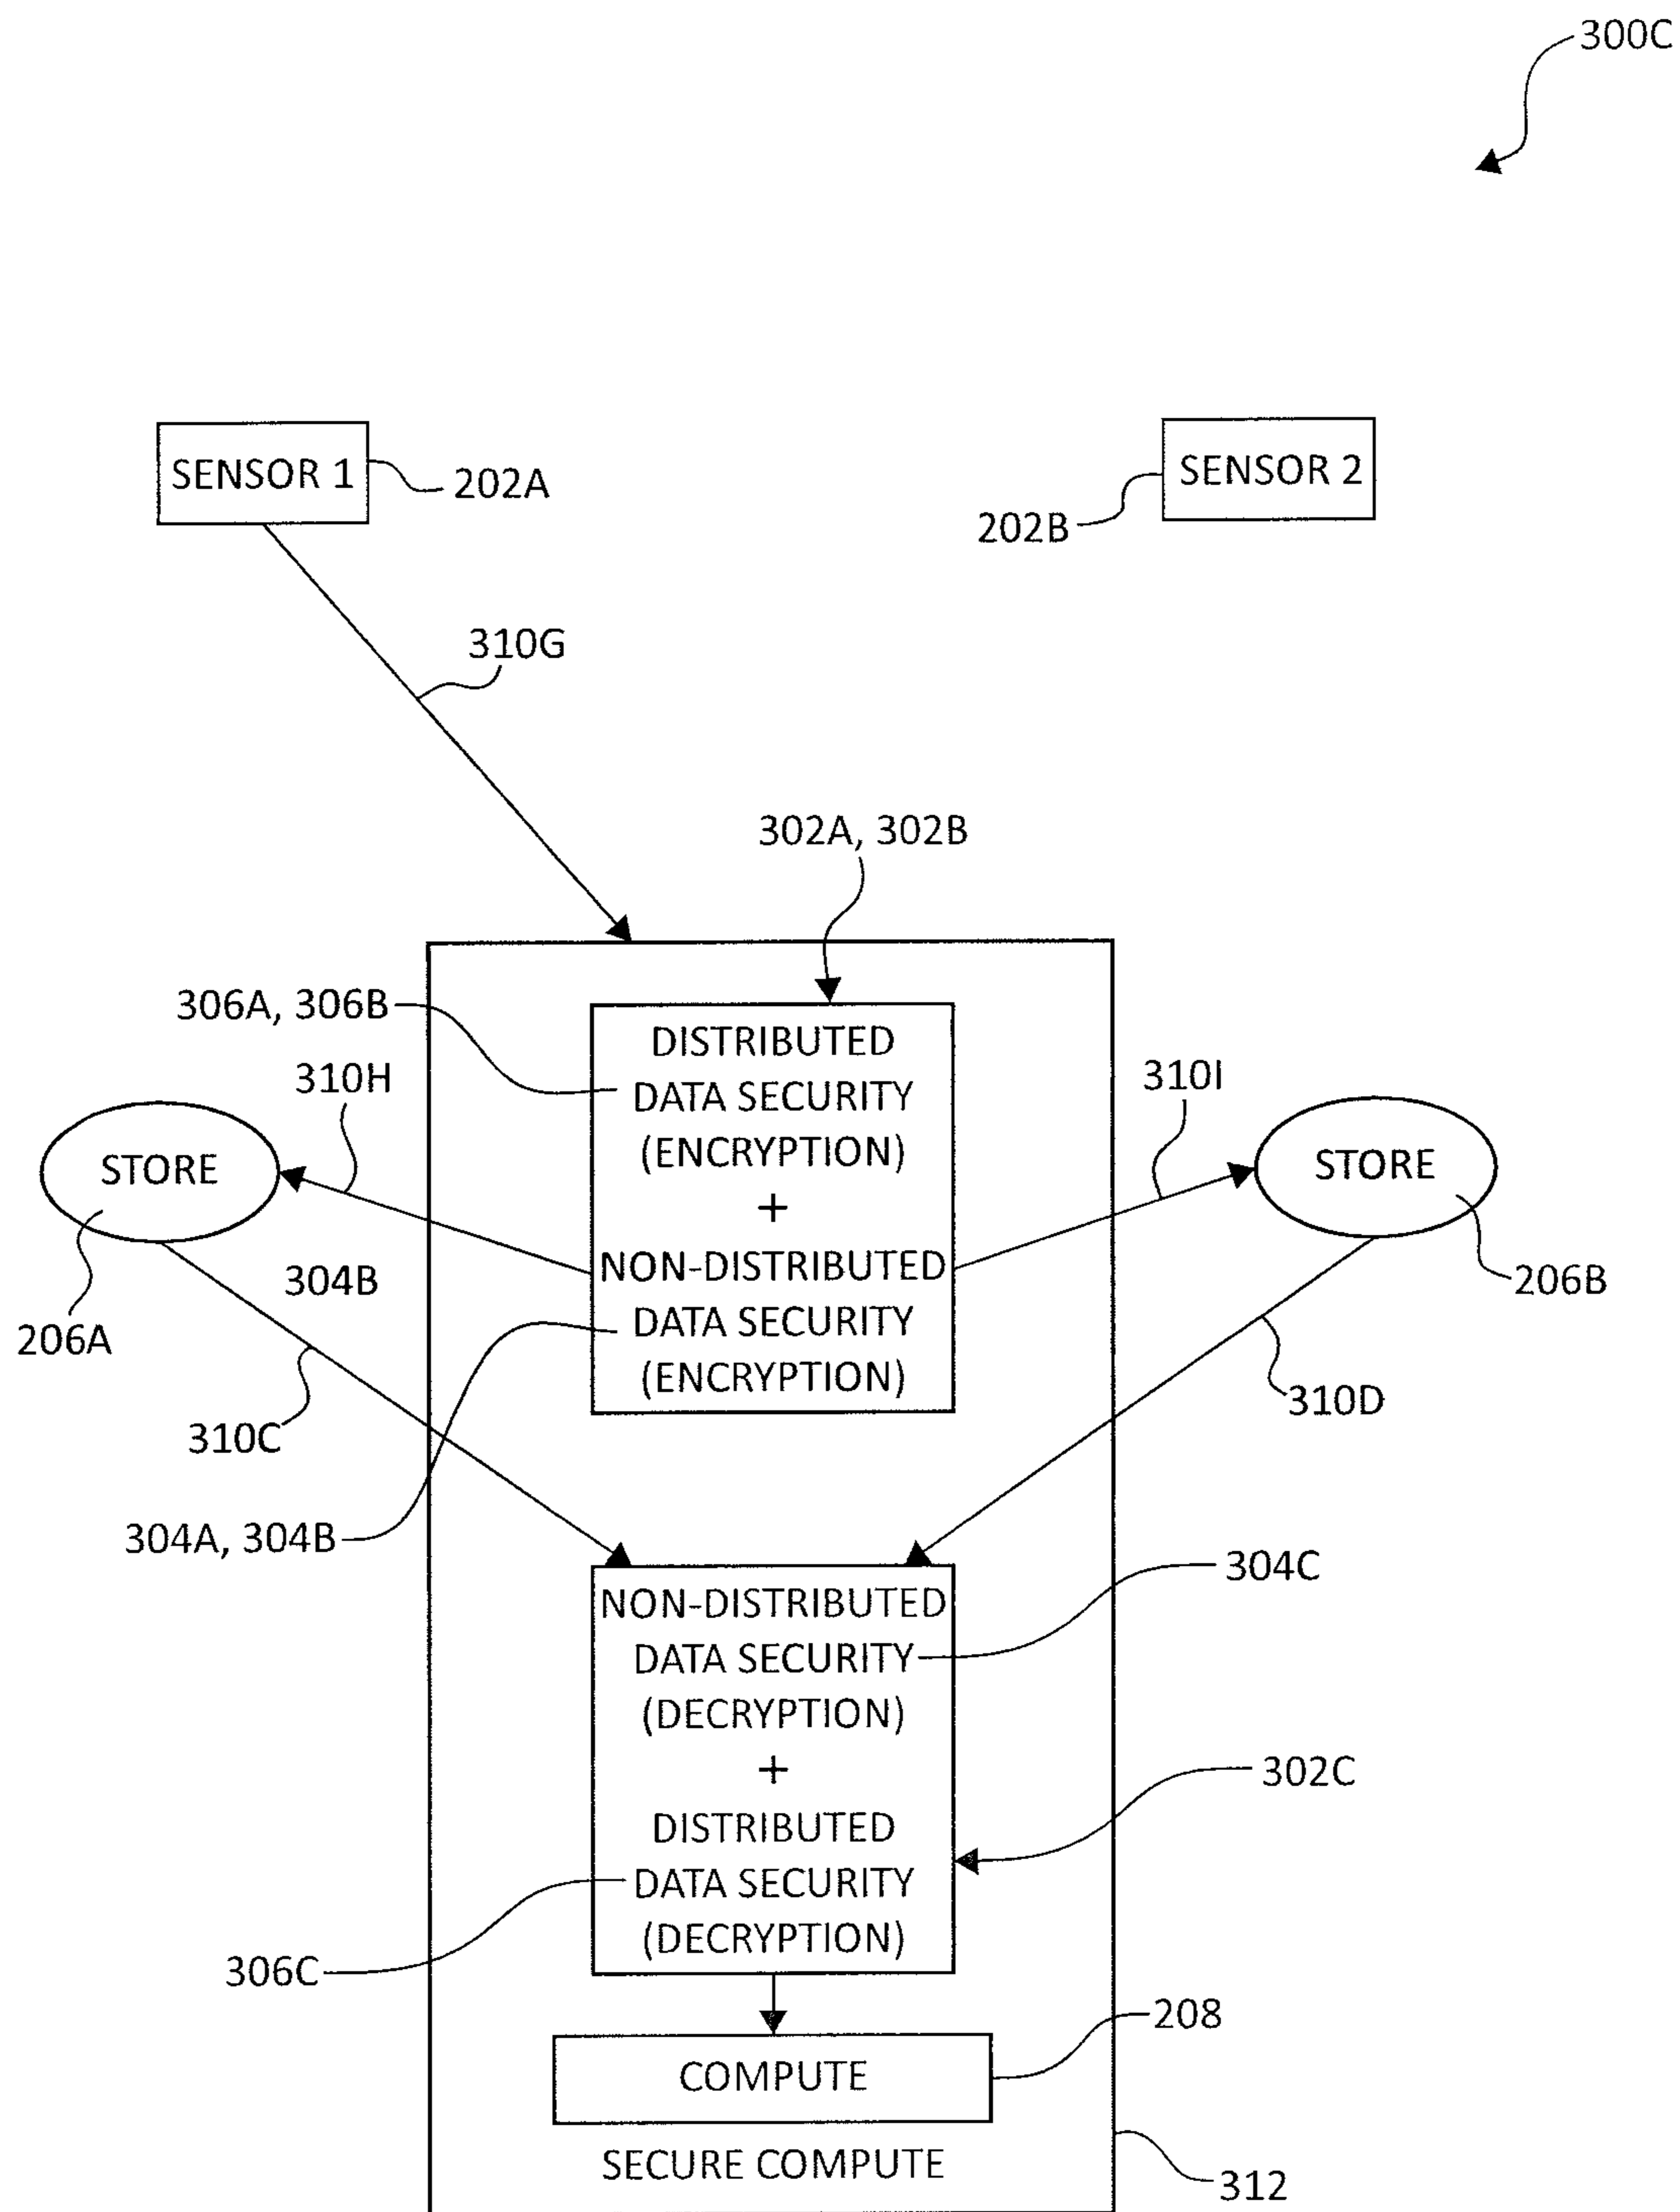 300C
SENSOR 1
202A
SENSOR 2
202B
310G
302A, 302B
306A, 306B
DISTRIBUTED
DATA SECURITY
(ENCRYPTION)
+
NON-DISTRIBUTED
DATA SECURITY
(ENCRYPTION)
310H
310I
STORE
STORE
304B
206A
206B
310C
310D
304A, 304B
NON-DISTRIBUTED
DATA SECURITY
(DECRYPTION)
+
DISTRIBUTED
DATA SECURITY
(DECRYPTION)
304C
302C
306C
208
COMPUTE
SECURE COMPUTE
312